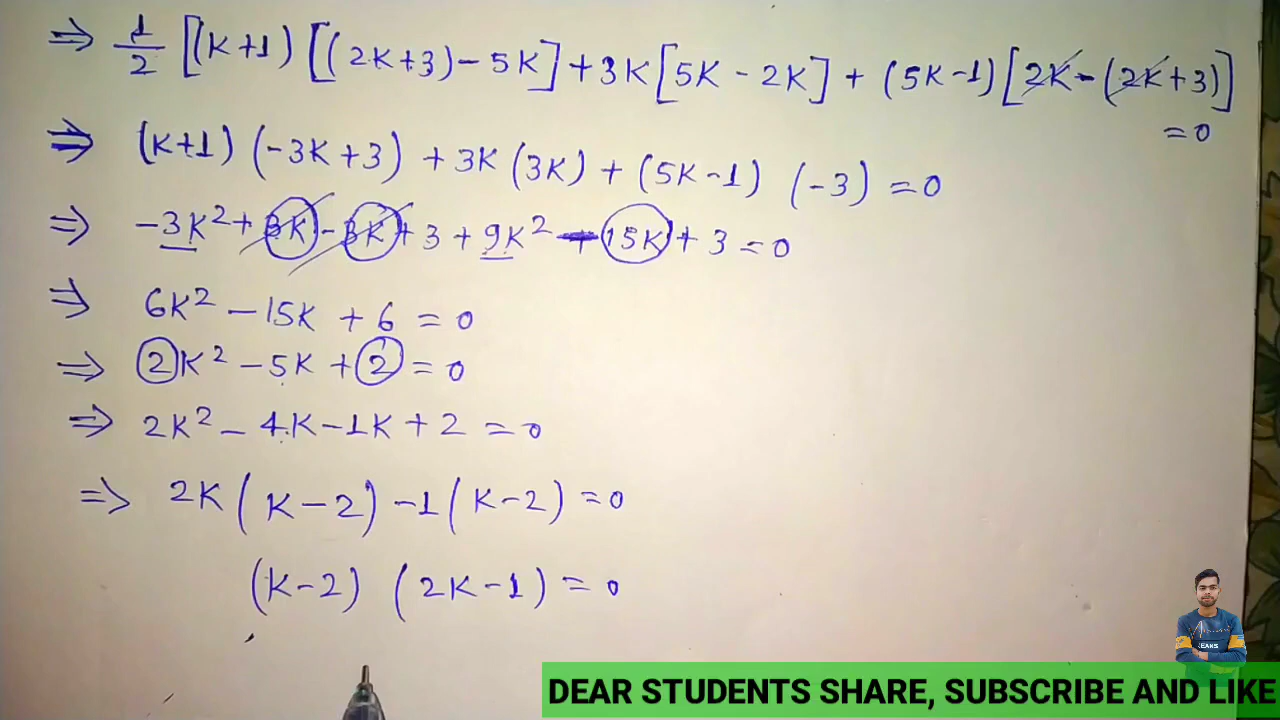 ⇒ 1/2 [(K+1) [(2K+3) - 5K] + 3K [5K - 2K] + (5K-1) [2K - (2K+3)]]
= 0
⇒ (K+1) (-3K+3) + 3K (3K) + (5K-1) (-3) = 0
⇒ -3K² + 3K - 3K + 3 + 9K² - 15K + 3 = 0
⇒ 6K² - 15K + 6 = 0
⇒ 2K² - 5K + 2 = 0
⇒ 2K² - 4K - 1K + 2 = 0
⇒ 2K (K-2) - 1 (K-2) = 0
(K-2) (2K-1) = 0
DEAR STUDENTS SHARE, SUBSCRIBE AND LIKE